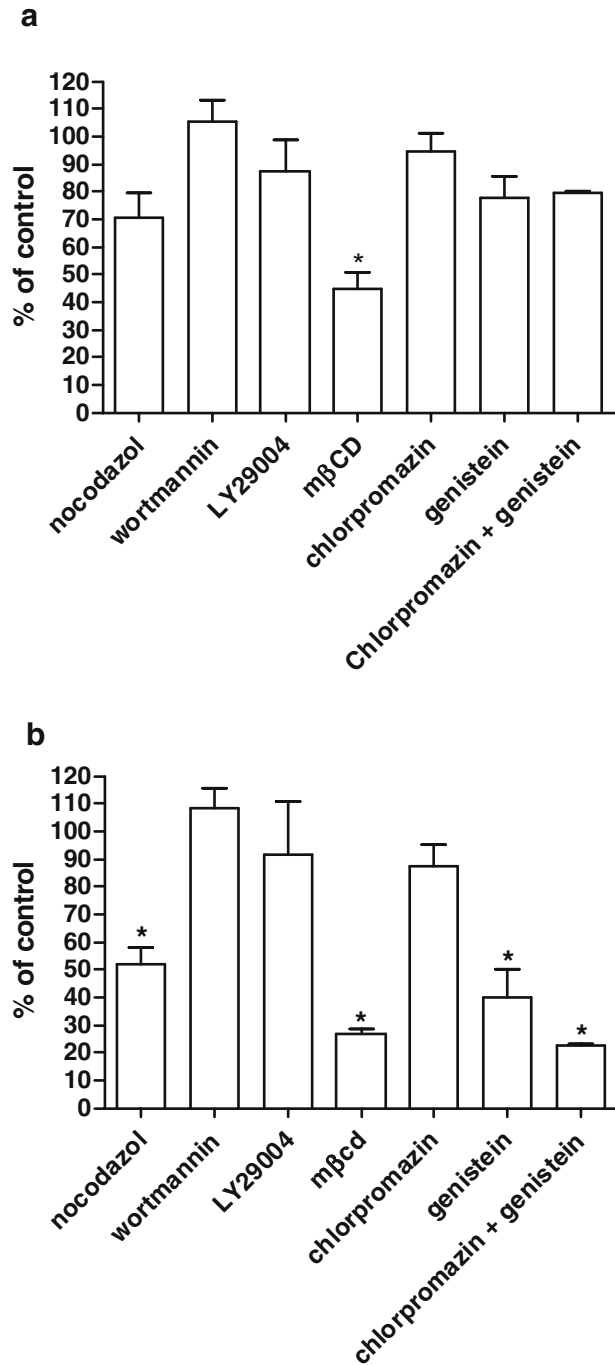 a
% of control
120
110
100
90
80
70
60
50
40
30
20
10
0
*
nocodazol
wortmannin
LY29004
mβCD
chlorpromazin
genistein
Chlorpromazin + genistein
b
% of control
120
110
100
90
80
70
60
50
40
30
20
10
0
*
*
*
*
nocodazol
wortmannin
LY29004
mβcd
chlorpromazin
genistein
chlorpromazin + genistein